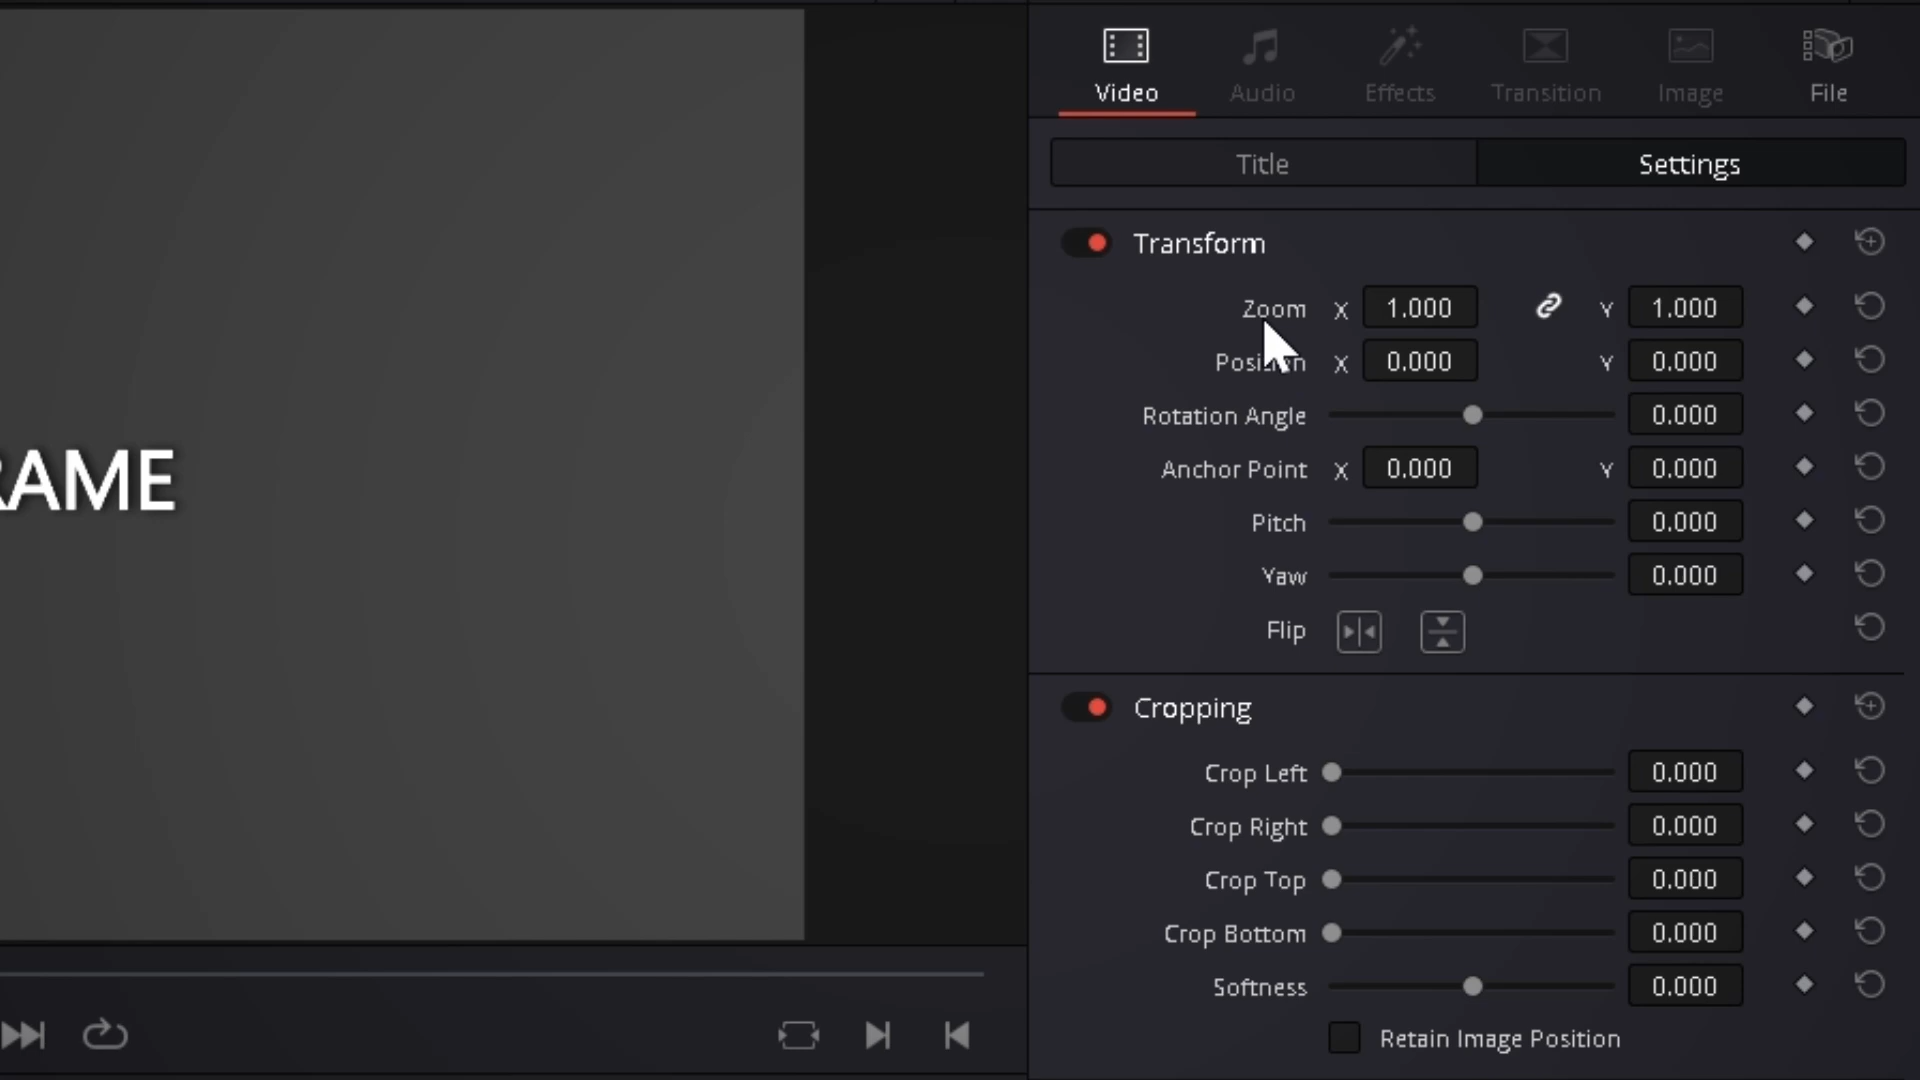 Video Audio Effects Transition Image File
Title Settings
Transform
Zoom X 1.000 Y 1.000
Position X 0.000 Y 0.000
Rotation Angle 0.000
RAME
Anchor Point X 0.000 Y 0.000
Pitch 0.000
Yaw 0.000
Flip
Cropping
Crop Left 0.000
Crop Right 0.000
Crop Top 0.000
Crop Bottom 0.000
Softness 0.000
Retain Image Position